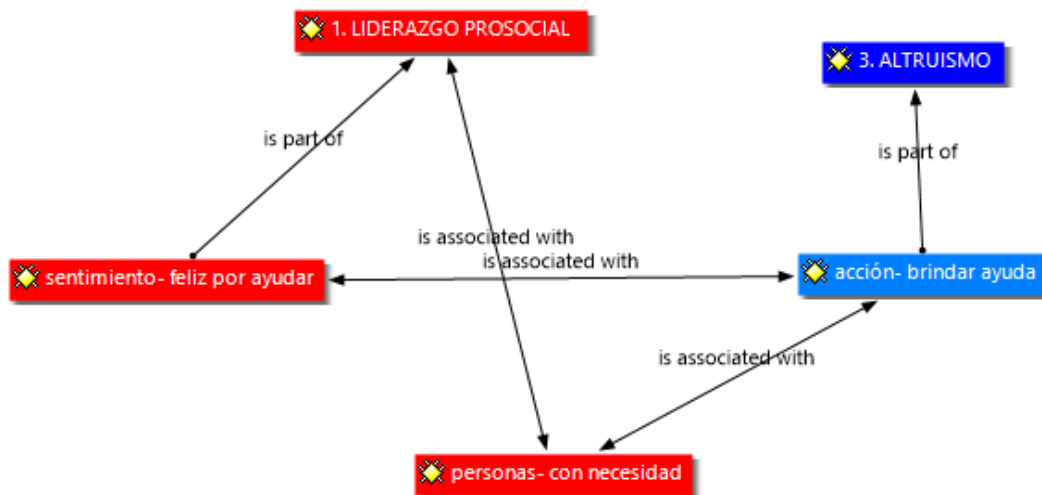 1. LIDERAZGO PROSOCIAL
3. ALTRUISMO
is part of
is part of
is associated with
is associated with
sentimiento- feliz por ayudar
acción- brindar ayuda
is associated with
personas- con necesidad